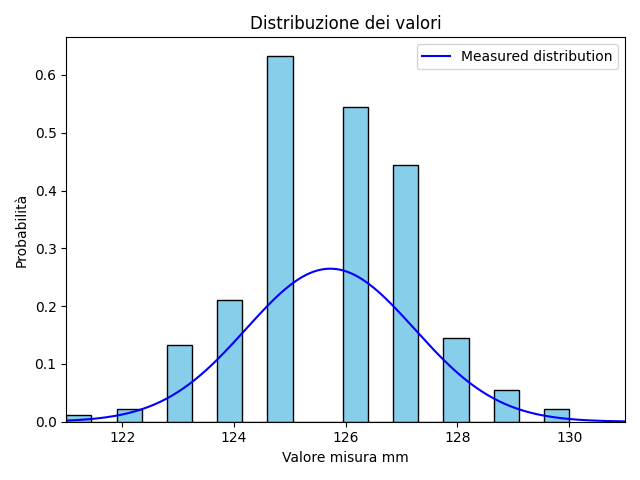 Distribuzione dei valori
Measured distribution
Probabilità
0.6
0.5
0.4
0.3
0.2
0.1
0.0
122 124 126 128 130
Valore misura mm